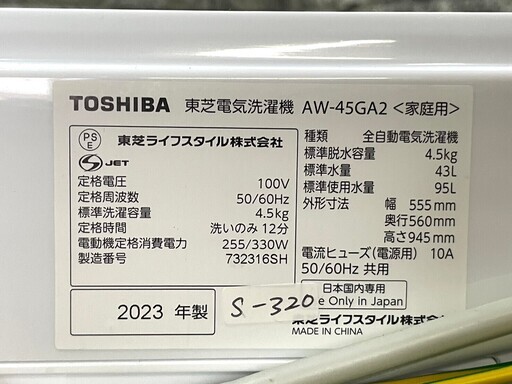 TOSHIBA 東芝電気洗濯機 AW-45GA2 <家庭用>
PS
E
東芝ライフスタイル株式会社
S JET
定格電圧 100V
定格周波数 50/60Hz
標準洗濯容量 4.5kg
定格時間 洗いのみ 12分
電動機定格消費電力 255/330W
製造番号 732316SH
2023 年製
S-320
種類 全自動電気洗濯機
標準脱水容量 4.5kg
標準水量 43L
標準使用水量 95L
外形寸法 幅 555mm
奥行560mm
高さ945mm
電流ヒューズ(電源用) 10A
50/60Hz 共用
日本国内専用
e Only in Japan
東芝ライフスタイル株式会
MADE IN CHINA